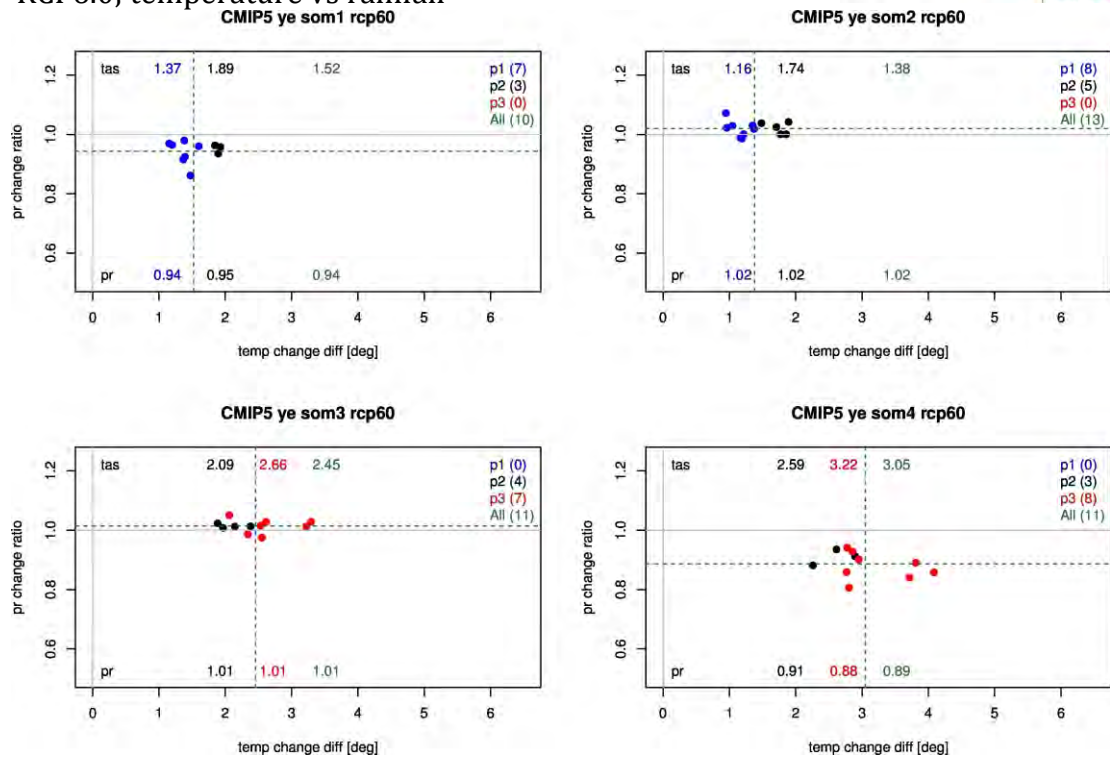 RCP6.0, temperature vs rainfall
CMIP5 ye som1 rcp60
tas 1.37 1.89 1.52 p1 (7)
p2 (3)
p3 (0)
All (10)
pr 0.94 0.95 0.94
pr change ratio
0.6 0.8 1.0 1.2
0 1 2 3 4 5 6
temp change diff [deg]
CMIP5 ye som2 rcp60
tas 1.16 1.74 1.38 p1 (8)
p2 (5)
p3 (0)
All (13)
pr 1.02 1.02 1.02
pr change ratio
0.6 0.8 1.0 1.2
0 1 2 3 4 5 6
temp change diff [deg]
CMIP5 ye som3 rcp60
tas 2.09 2.66 2.45 p1 (0)
p2 (4)
p3 (7)
All (11)
pr 1.01 1.01 1.01
pr change ratio
0.6 0.8 1.0 1.2
0 1 2 3 4 5 6
temp change diff [deg]
CMIP5 ye som4 rcp60
tas 2.59 3.22 3.05 p1 (0)
p2 (3)
p3 (8)
All (11)
pr 0.91 0.88 0.89
pr change ratio
0.6 0.8 1.0 1.2
0 1 2 3 4 5 6
temp change diff [deg]